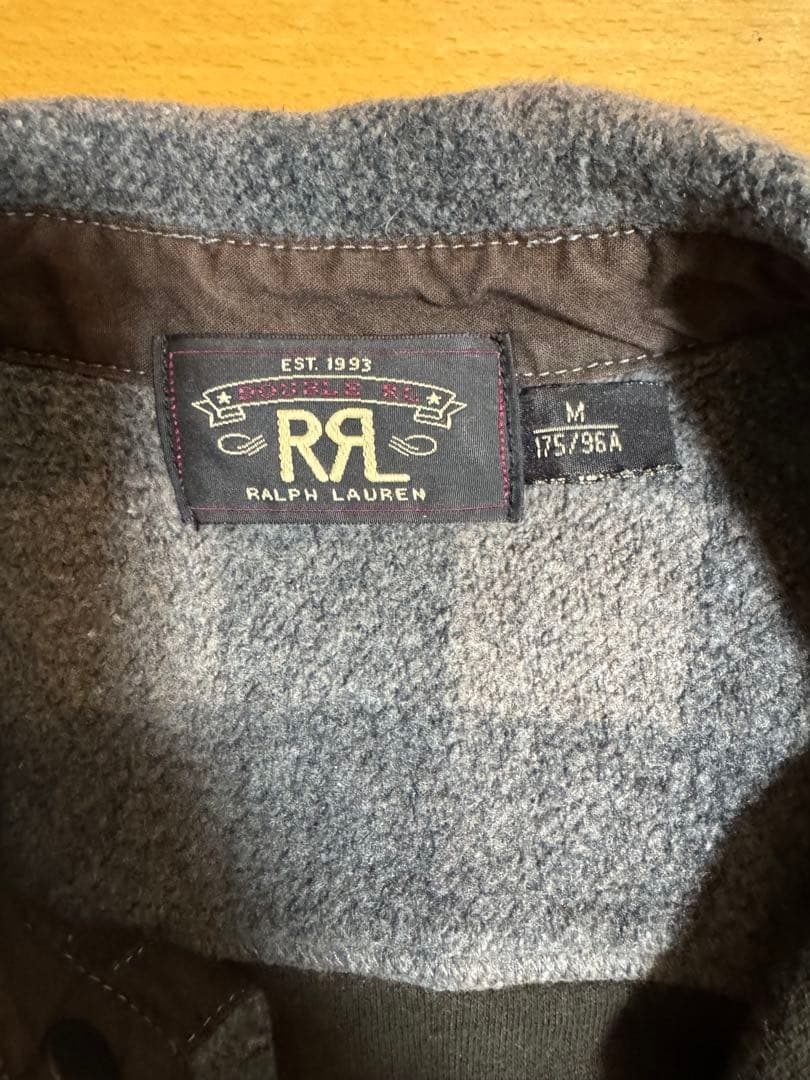 EST. 1993
DOUBLE RL
RRL
RALPH LAUREN
M
175/96A